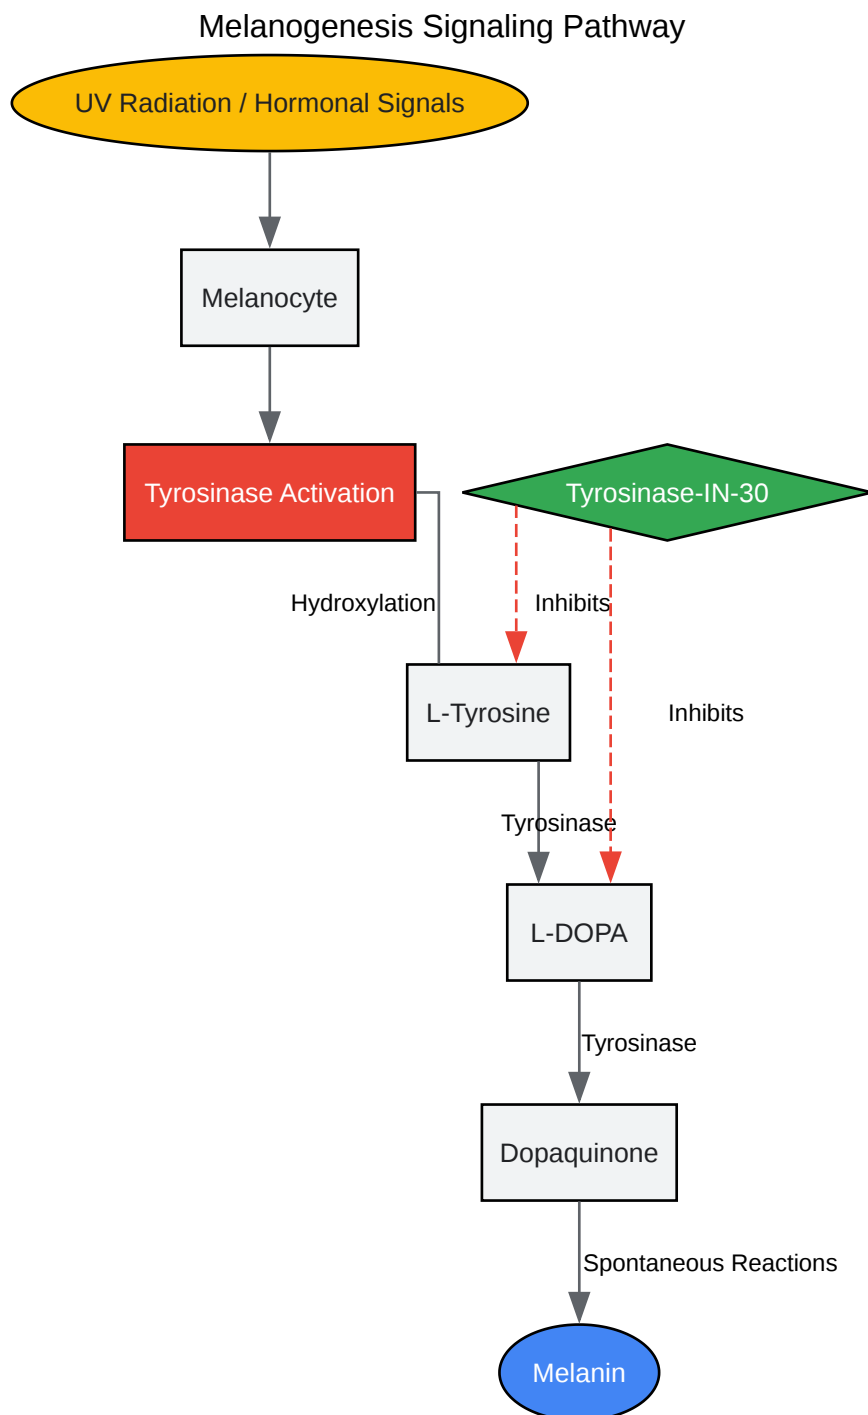 Melanogenesis Signaling Pathway
UV Radiation / Hormonal Signals
Melanocyte
Tyrosinase Activation
Tyrosinase-IN-30
Hydroxylation
Inhibits
L-Tyrosine
Inhibits
Tyrosinase
L-DOPA
Tyrosinase
Dopaquinone
Spontaneous Reactions
Melanin